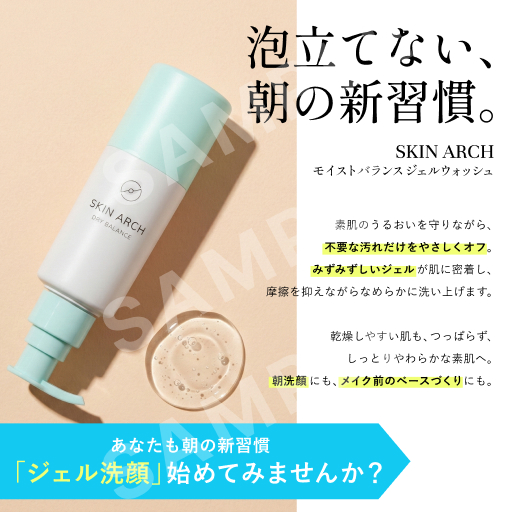 泡立てない、
朝の新習慣。
SKIN ARCH
モイストバランス ジェルウォッシュ
素肌のうるおいを守りながら、
不要な汚れだけをやさしくオフ。
みずみずしいジェルが肌に密着し、
摩擦を抑えながらなめらかに洗い上げます。
乾燥しやすい肌も、つっぱらず、
しっとりやわらかな素肌へ。
朝洗顔にも、メイク前のベースづくりにも。
SKIN ARCH
DAY BALANCE
あなたも朝の新習慣
「ジェル洗顔」始めてみませんか？
SAMPLE
SAMPLE
SAMPLE